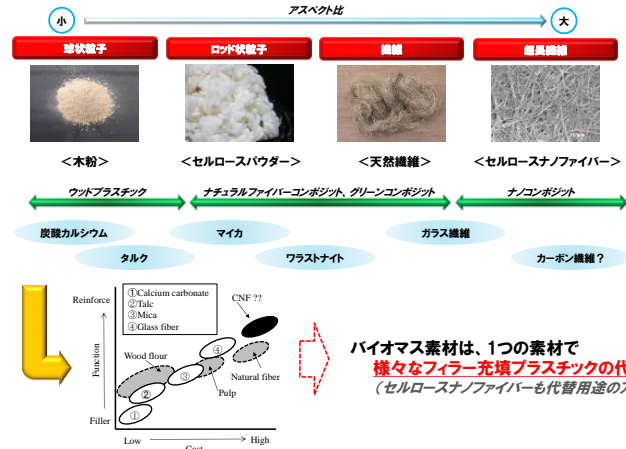 アスペクト比
小
大
球状粒子
ロッド状粒子
繊維
細長繊維
＜木粉＞
＜セルロースパウダー＞
＜天然繊維＞
＜セルロースナノファイバー＞
ウッドプラスチック
ナチュラルファイバーコンポジット、グリーンコンポジット
ナノコンポジット
炭酸カルシウム
マイカ
ガラス繊維
タルク
ワラストナイト
カーボン繊維？
Reinforce
Function
Filler
①Calcium carbonate
②Talc
③Mica
④Glass fiber
CNF ??
Wood flour
④
③
②
①
Natural fiber
Pulp
Low
High
Cost
バイオマス素材は、1つの素材で
様々なフィラー充填プラスチックの代
（セルロースナノファイバーも代替用途のス